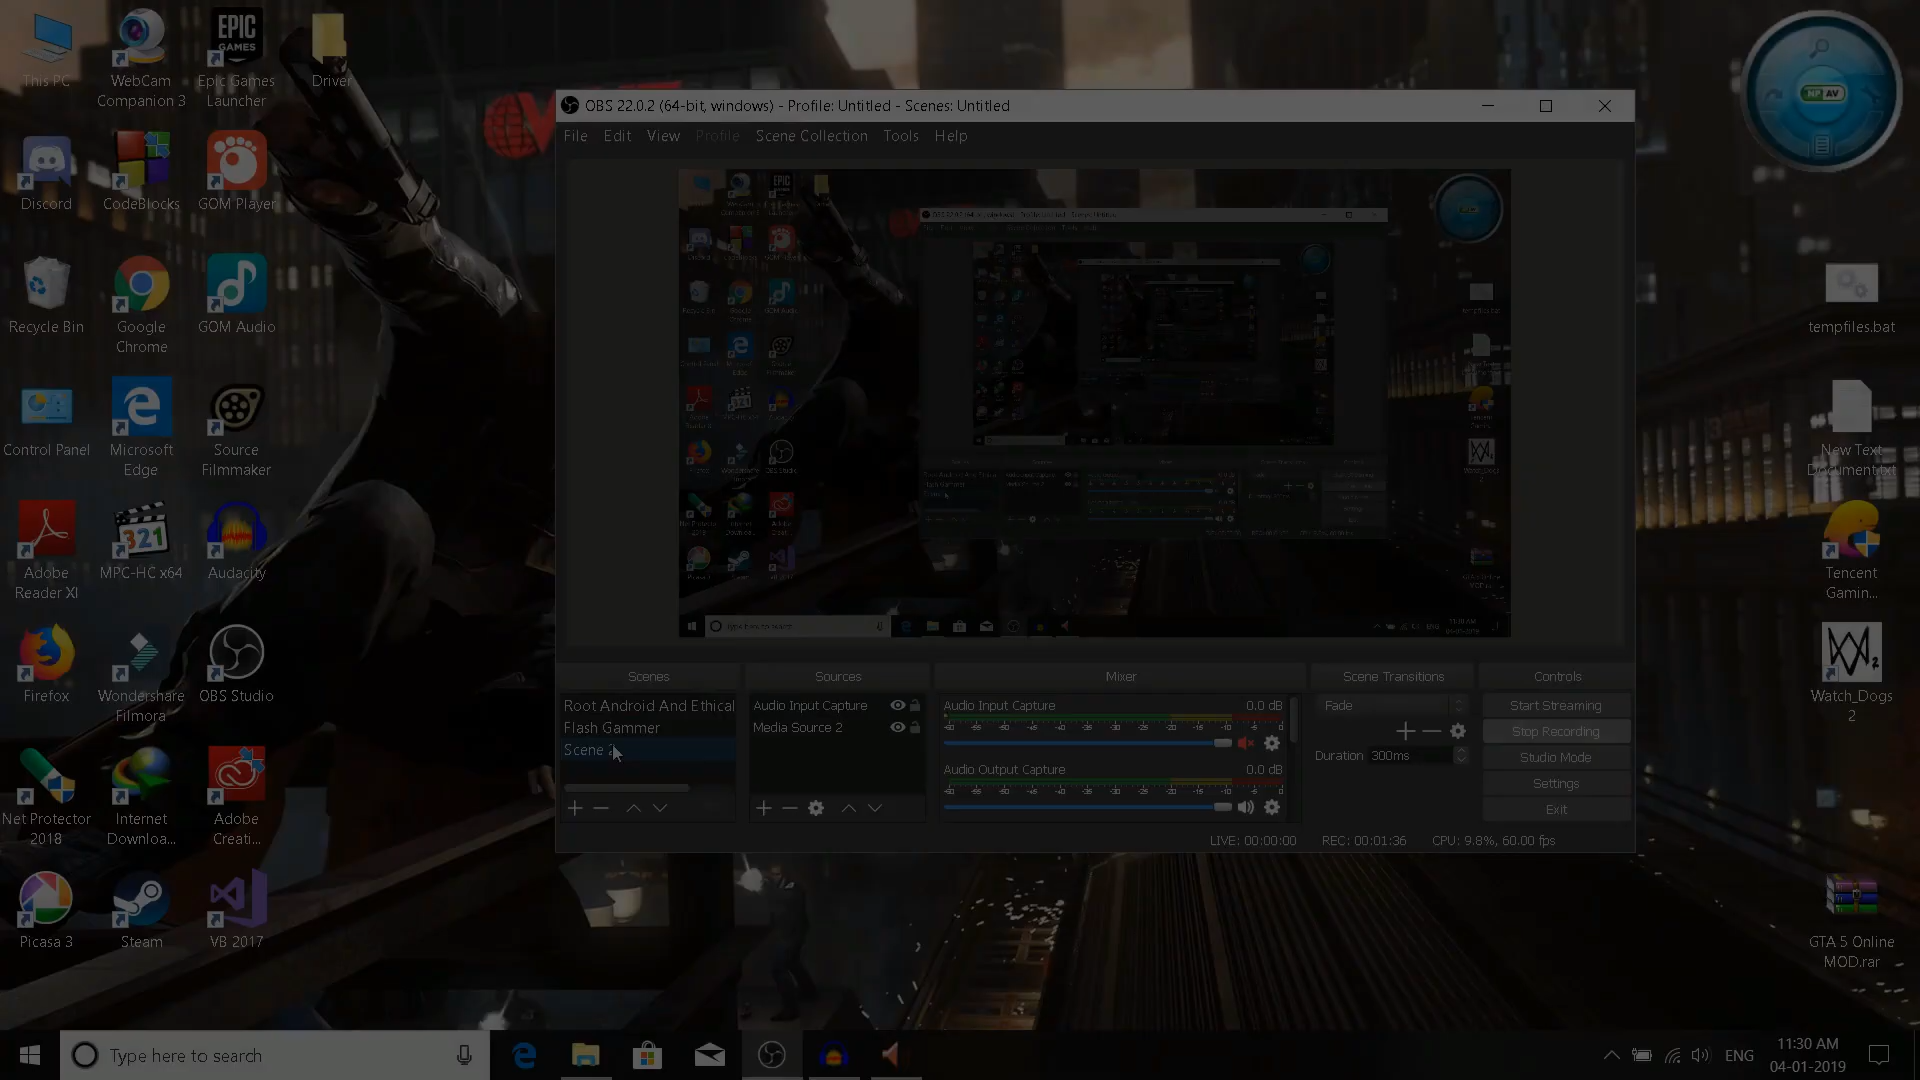 This PC
WebCam
Companion 3
EPIC
GAMES
Epic Games
Launcher
Driver
Discord
CodeBlocks
GOM Player
Recycle Bin
Google
Chrome
GOM Audio
Control Panel
Microsoft
Edge
Source
Filmmaker
Adobe
Reader XI
321
MPC-HC x64
Audacity
Firefox
Wondershare
Filmora
OBS Studio
Net Protector
2018
Internet
Downloa...
Adobe
Creati...
Picasa 3
Steam
VB 2017
OBS 22.0.2 (64-bit, windows) - Profile: Untitled - Scenes: Untitled
File Edit View Profile Scene Collection Tools Help
Scenes
Root Android And Ethical
Flash Gammer
Scene
Sources
Audio Input Capture
Media Source 2
Mixer
Audio Input Capture 0.0 dB
Audio Output Capture 0.0 dB
Scene Transitions
Fade
Duration 300ms
Controls
Start Streaming
Stop Recording
Studio Mode
Settings
Exit
LIVE: 00:00:00 REC: 00:01:36 CPU: 9.8%, 60.00 fps
NP AV
tempfiles.bat
New Text
Document.txt
Tencent
Gamin...
Watch_Dogs
2
GTA 5 Online
MOD.rar
Type here to search
ENG
11:30 AM
04-01-2019